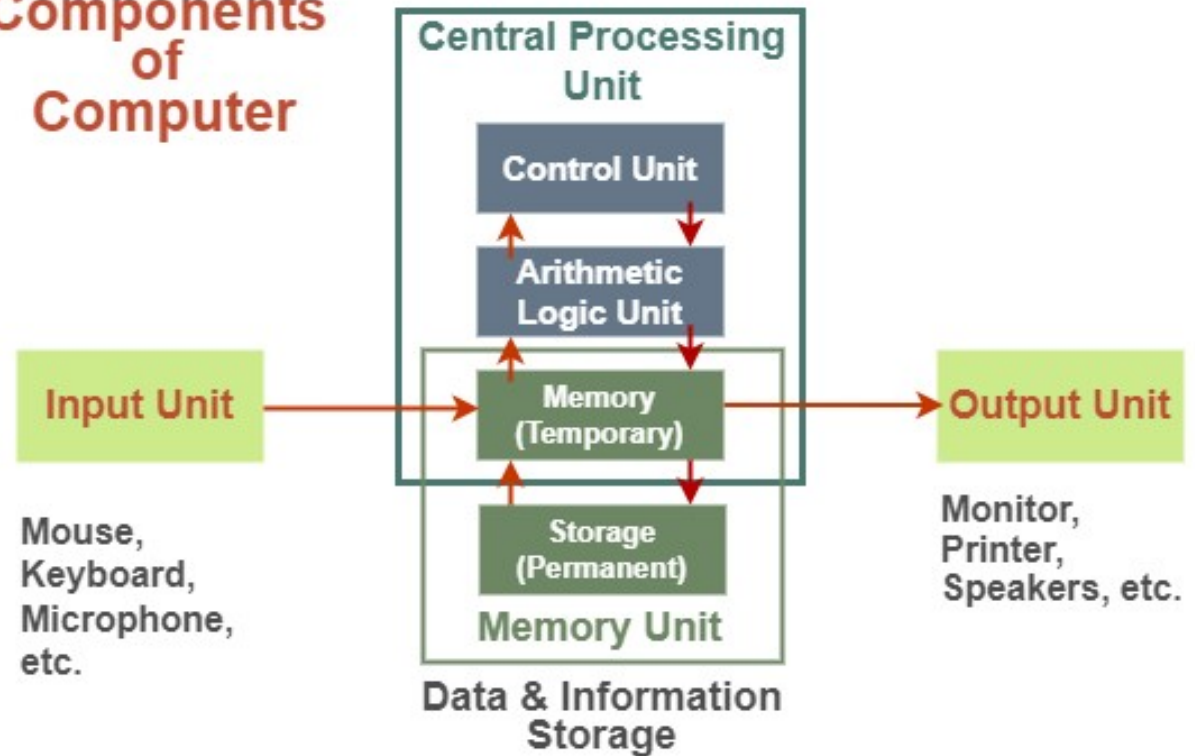 Components
of
Computer
Central Processing
Unit
Control Unit
Arithmetic
Logic Unit
Input Unit
Memory
(Temporary)
Output Unit
Mouse,
Keyboard,
Microphone,
etc.
Storage
(Permanent)
Memory Unit
Data & Information
Storage
Monitor,
Printer,
Speakers, etc.